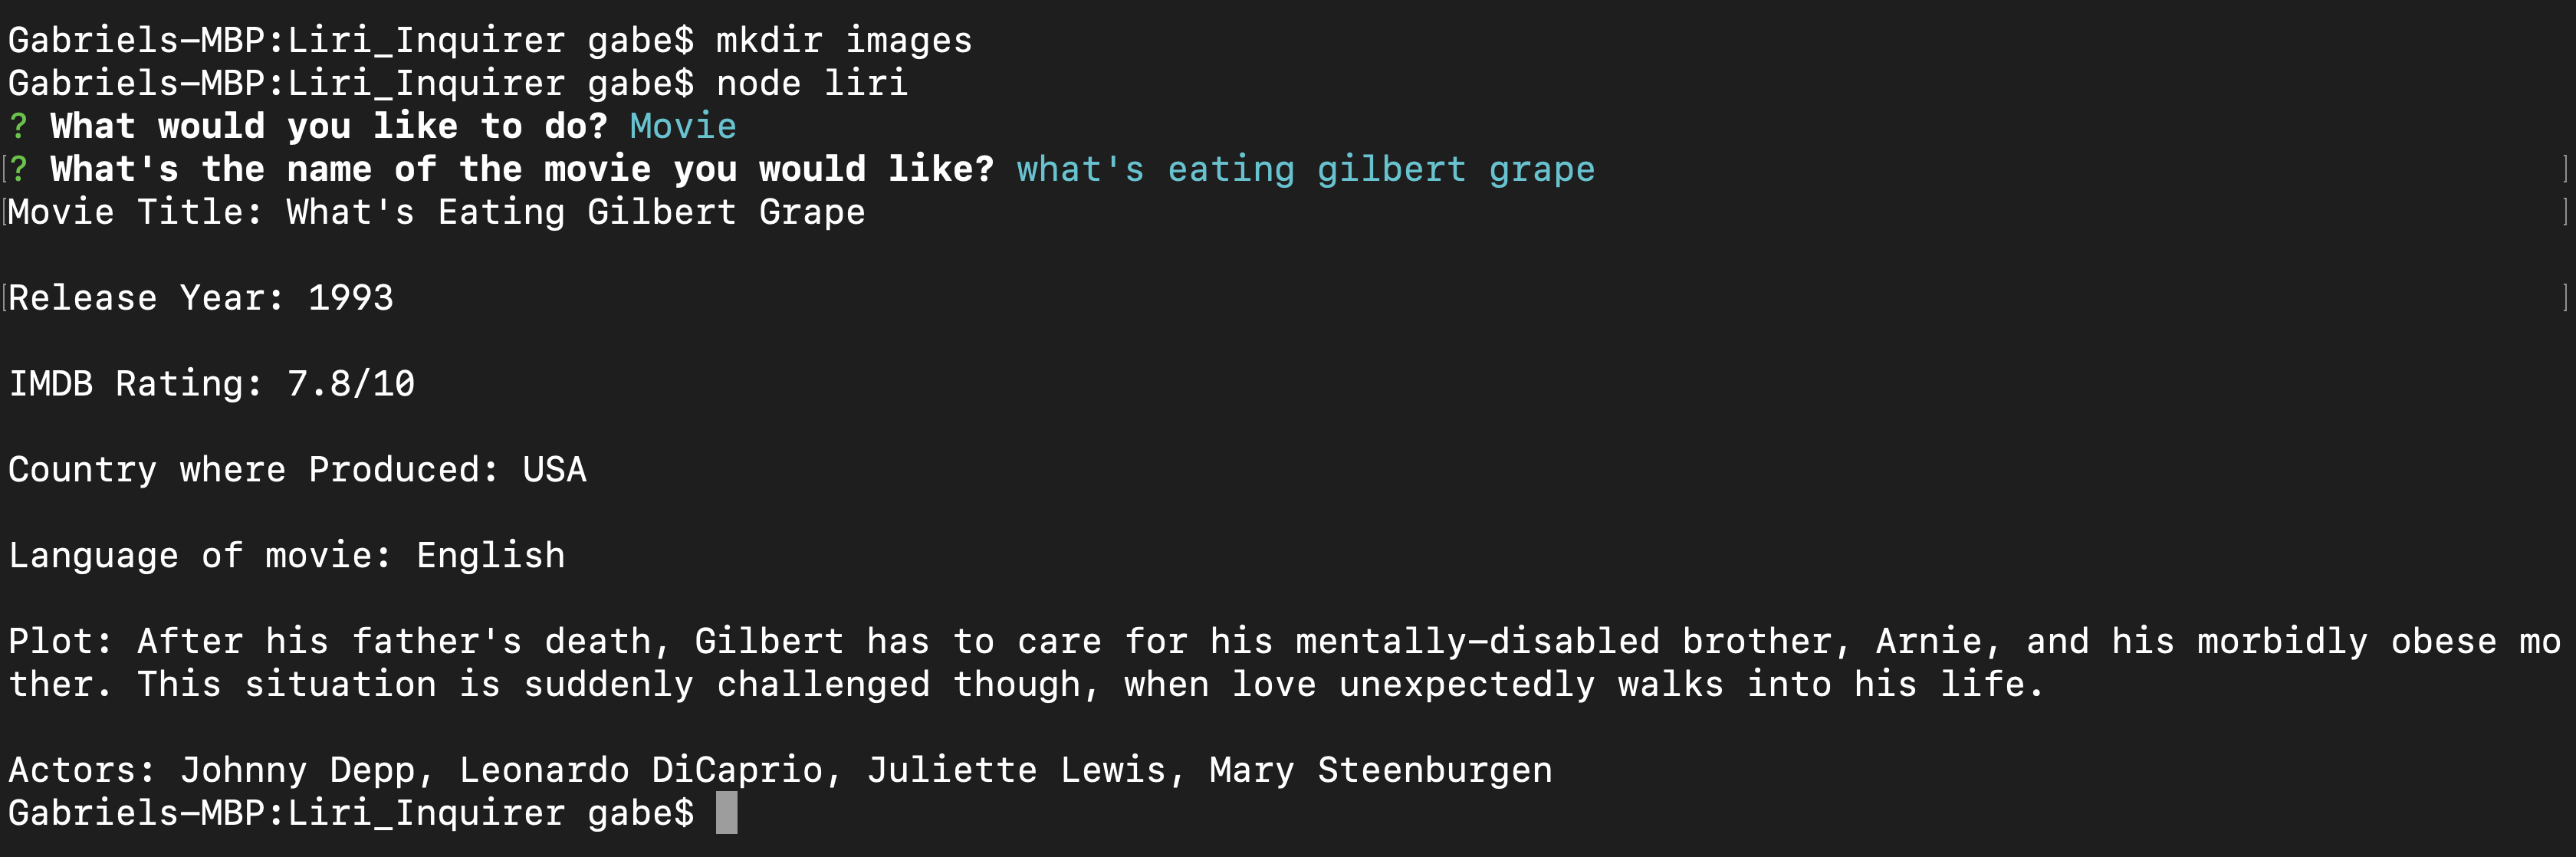 Gabriels-MBP:Liri_Inquirer gabe$ mkdir images
Gabriels-MBP:Liri_Inquirer gabe$ node liri
? What would you like to do? Movie
[? What's the name of the movie you would like? what's eating gilbert grape ]
[Movie Title: What's Eating Gilbert Grape ]
[Release Year: 1993 ]
IMDB Rating: 7.8/10
Country where Produced: USA
Language of movie: English
Plot: After his father's death, Gilbert has to care for his mentally-disabled brother, Arnie, and his morbidly obese mo
ther. This situation is suddenly challenged though, when love unexpectedly walks into his life.
Actors: Johnny Depp, Leonardo DiCaprio, Juliette Lewis, Mary Steenburgen
Gabriels-MBP:Liri_Inquirer gabe$